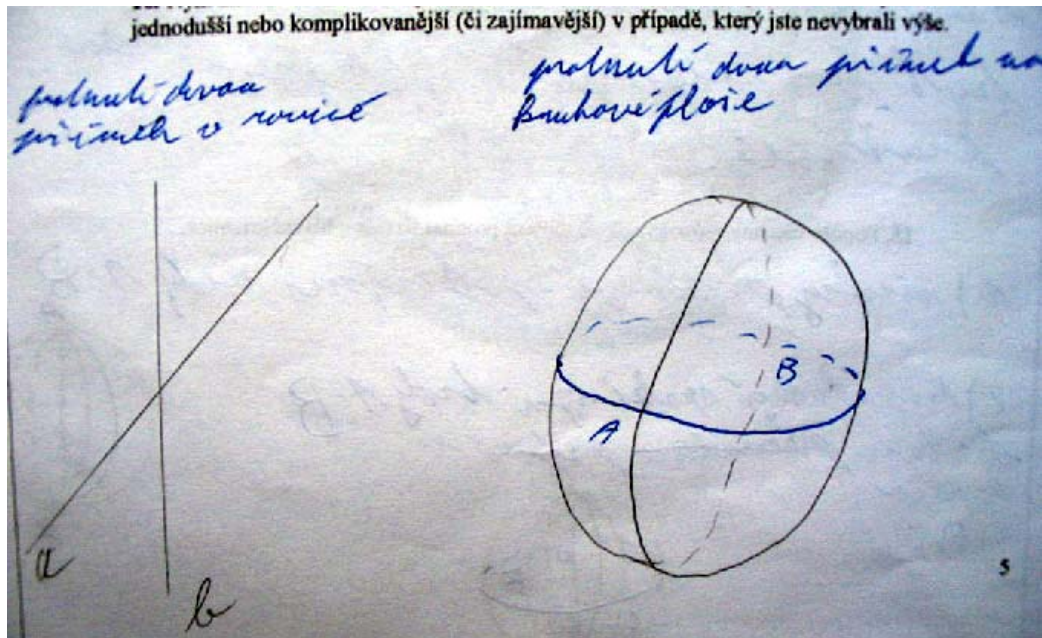 jednodušší nebo komplikovanější (či zajímavější) v případě, který jste nevybrali výše.
protnutí dvou
přímek v rovině
protnutí dvou přímek na
kruhové ploše
A
B
a
b
5